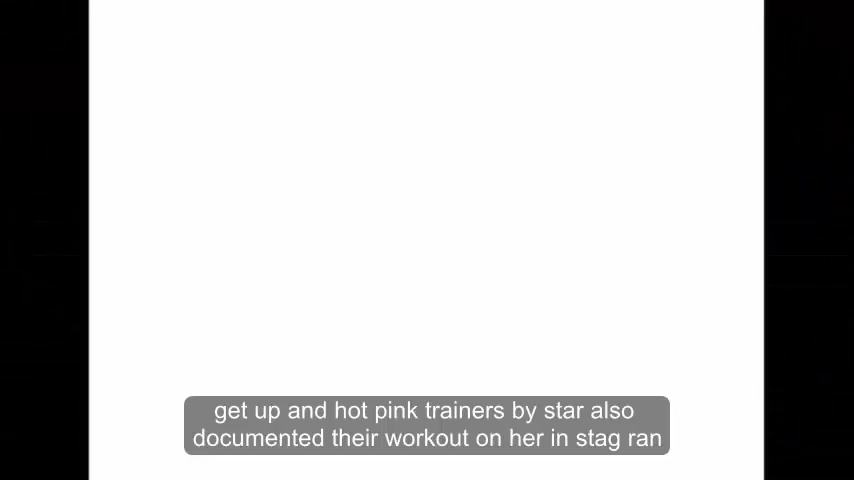 get up and hot pink trainers by star also
documented their workout on her in stag ran